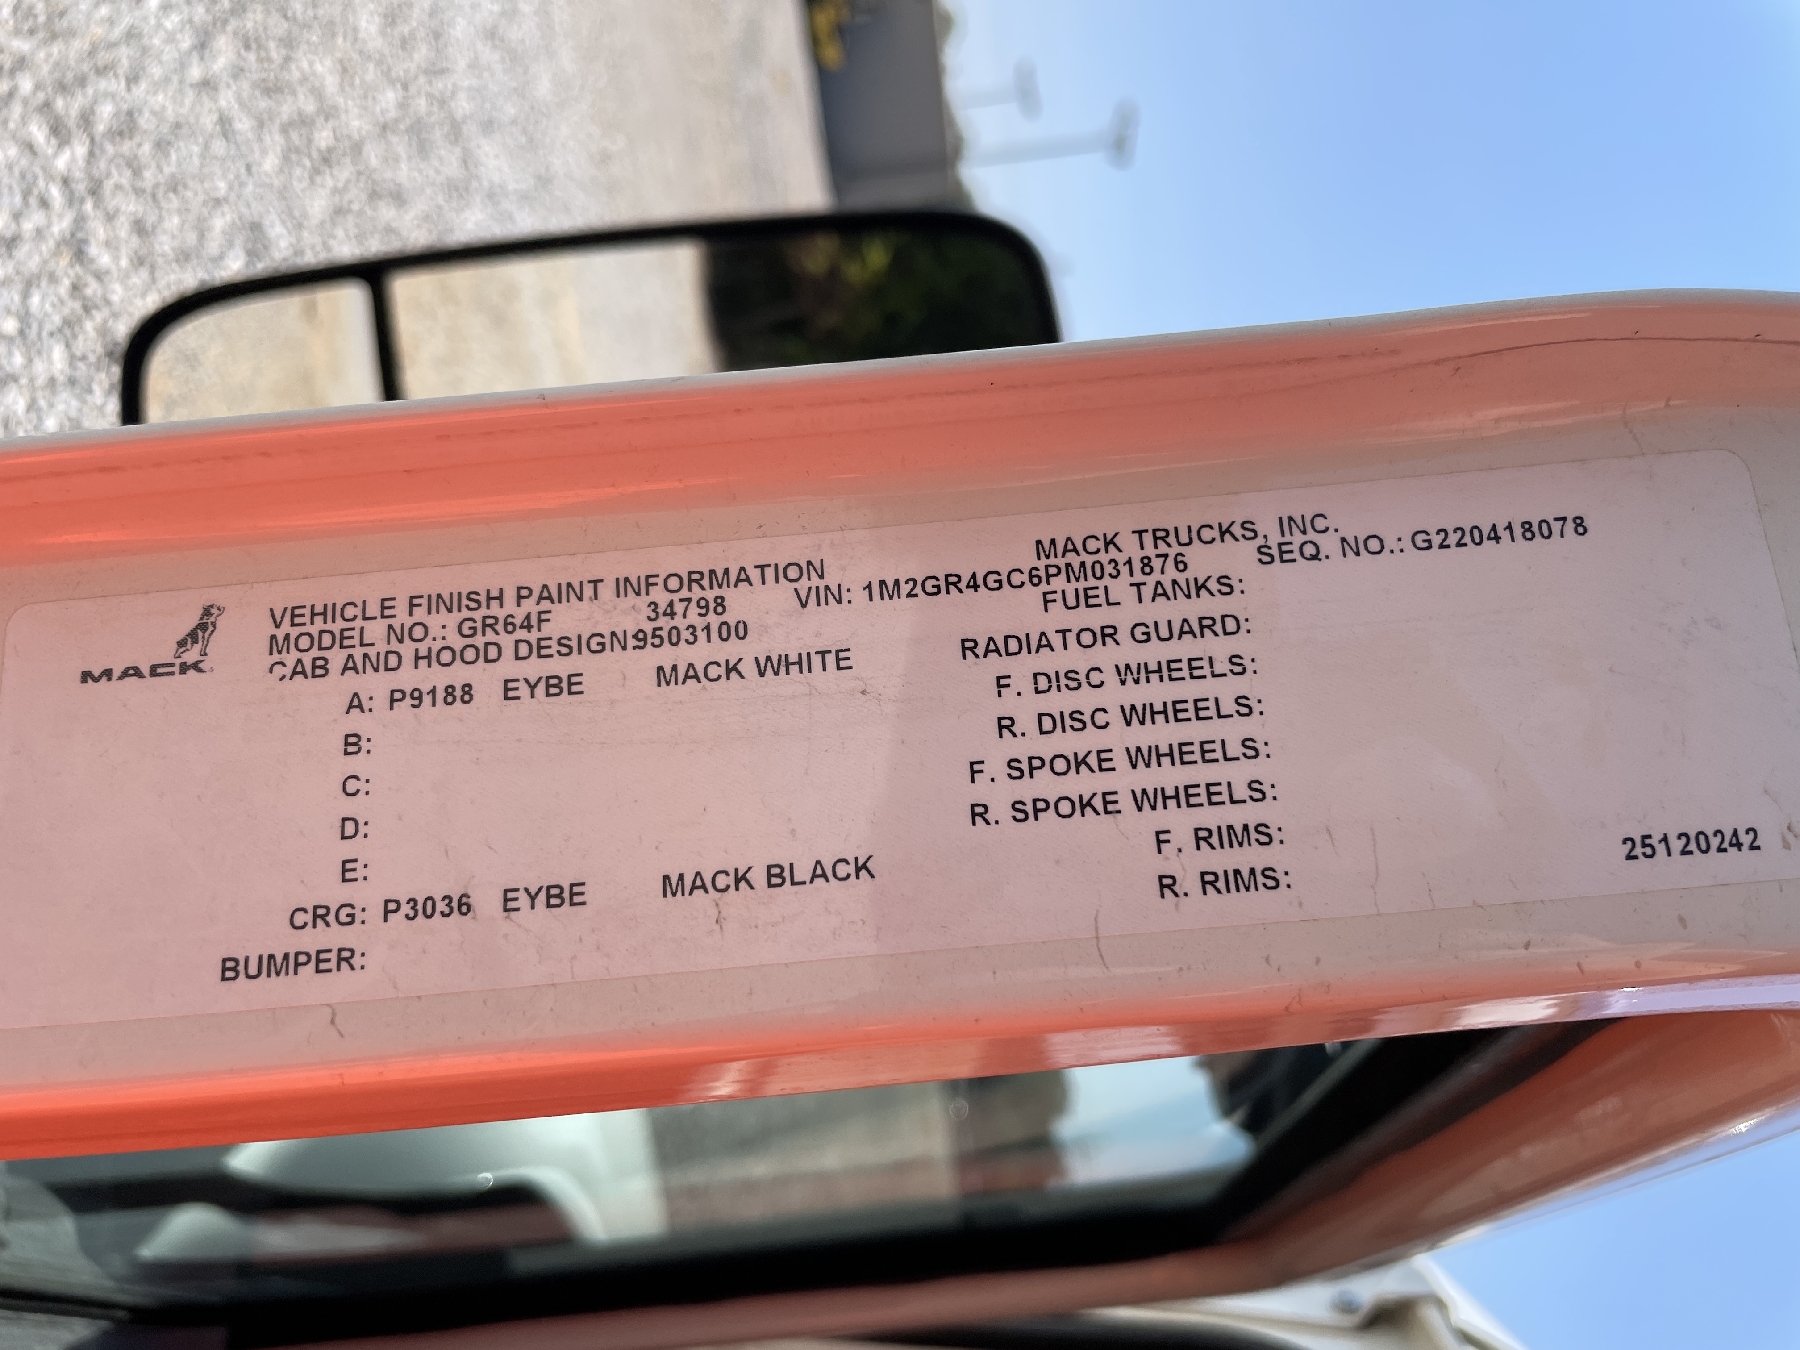 MACK
MACK TRUCKS, INC.
VEHICLE FINISH PAINT INFORMATION
MODEL NO.: GR64F 34798 VIN: 1M2GR4GC6PM031876 SEQ. NO.: G220418078
CAB AND HOOD DESIGN:9503100 FUEL TANKS:
A: P9188 EYBE MACK WHITE RADIATOR GUARD:
B: F. DISC WHEELS:
C: R. DISC WHEELS:
D: F. SPOKE WHEELS:
E: R. SPOKE WHEELS:
CRG: P3036 EYBE MACK BLACK F. RIMS:
BUMPER: R. RIMS:
25120242